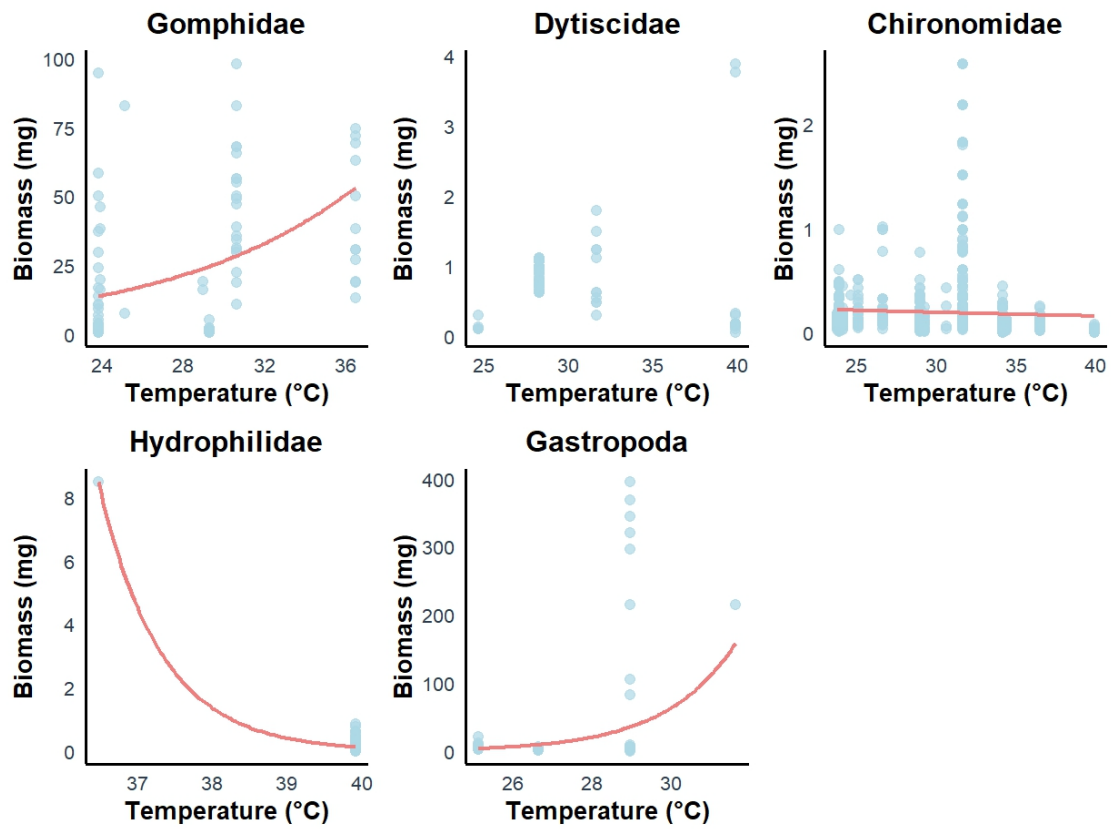 Gomphidae
Biomass (mg)
100
75
50
25
0
24 28 32 36
Temperature (°C)
Dytiscidae
Biomass (mg)
4
3
2
1
0
25 30 35 40
Temperature (°C)
Chironomidae
Biomass (mg)
2
1
0
25 30 35 40
Temperature (°C)
Hydrophilidae
Biomass (mg)
8
6
4
2
0
37 38 39 40
Temperature (°C)
Gastropoda
Biomass (mg)
400
300
200
100
0
26 28 30
Temperature (°C)